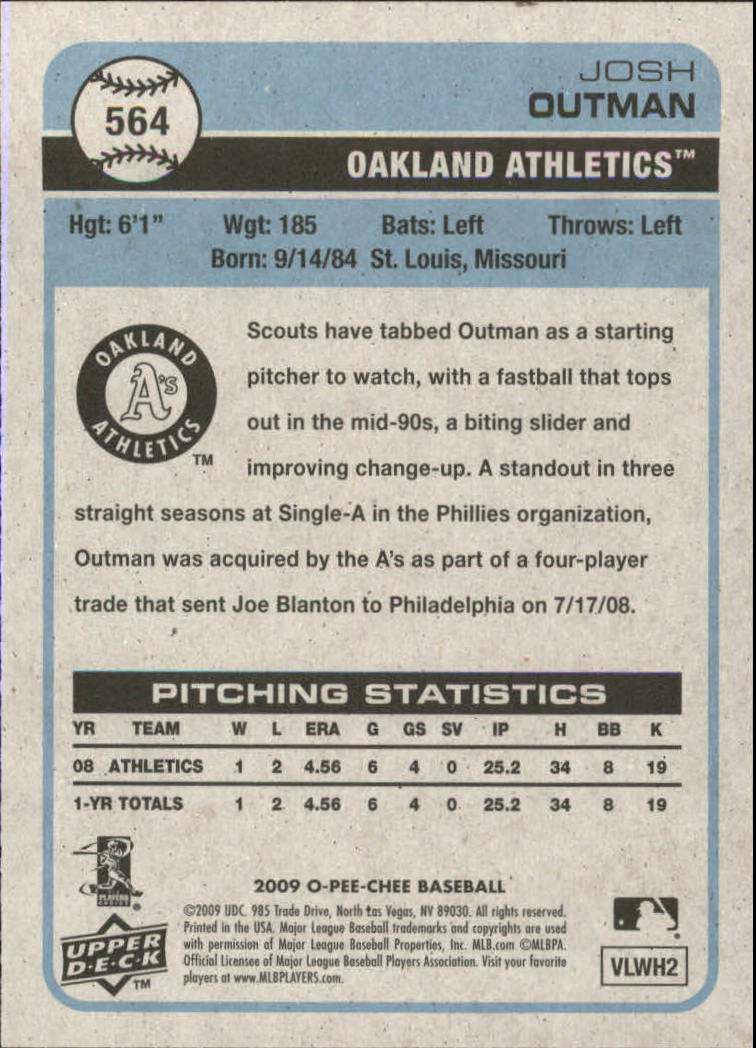 564
JOSH
OUTMAN
OAKLAND ATHLETICS™
Hgt: 6'1" Wgt: 185 Bats: Left Throws: Left
Born: 9/14/84 St. Louis, Missouri
OAKLAND
A's
ATHLETICS
TM
Scouts have tabbed Outman as a starting
pitcher to watch, with a fastball that tops
out in the mid-90s, a biting slider and
improving change-up. A standout in three
straight seasons at Single-A in the Phillies organization,
Outman was acquired by the A's as part of a four-player
trade that sent Joe Blanton to Philadelphia on 7/17/08.
PITCHING STATISTICS
YR TEAM W L ERA G GS SV IP H BB K
08 ATHLETICS 1 2 4.56 6 4 0 25.2 34 8 19
1-YR TOTALS 1 2 4.56 6 4 0 25.2 34 8 19
PLAYERS
CHOICE
®
2009 O-PEE-CHEE BASEBALL
©2009 UDC. 985 Trade Drive, North Las Vegas, NV 89030. All rights reserved.
Printed in the USA. Major League Baseball trademarks and copyrights are used
with permission of Major League Baseball Properties, Inc. MLB.com ©MLBPA.
Official Licensee of Major League Baseball Players Association. Visit your favorite
players at www.MLBPLAYERS.com.
UPPER
D·E·C·K
TM
®
VLWH2